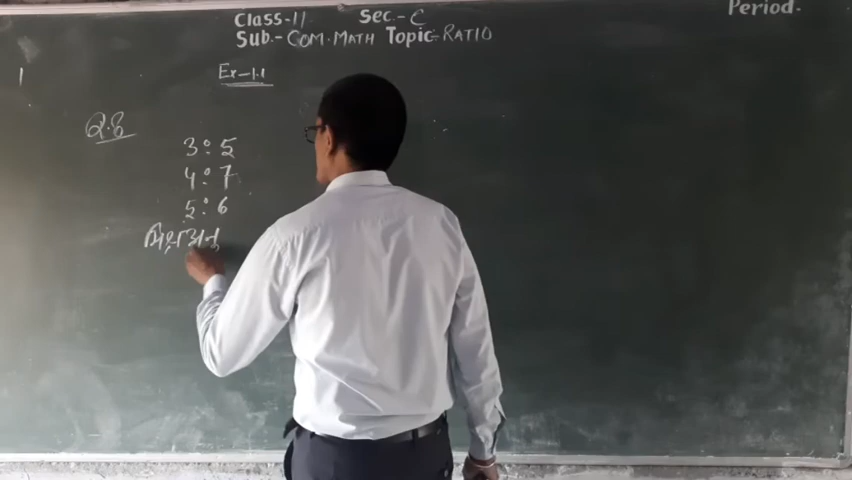 Class-11 Sec.- C Period.
Sub.- COM. MATH Topic:- RATIO
1
Ex-1.1
Q.8
3:5
4:7
5:6